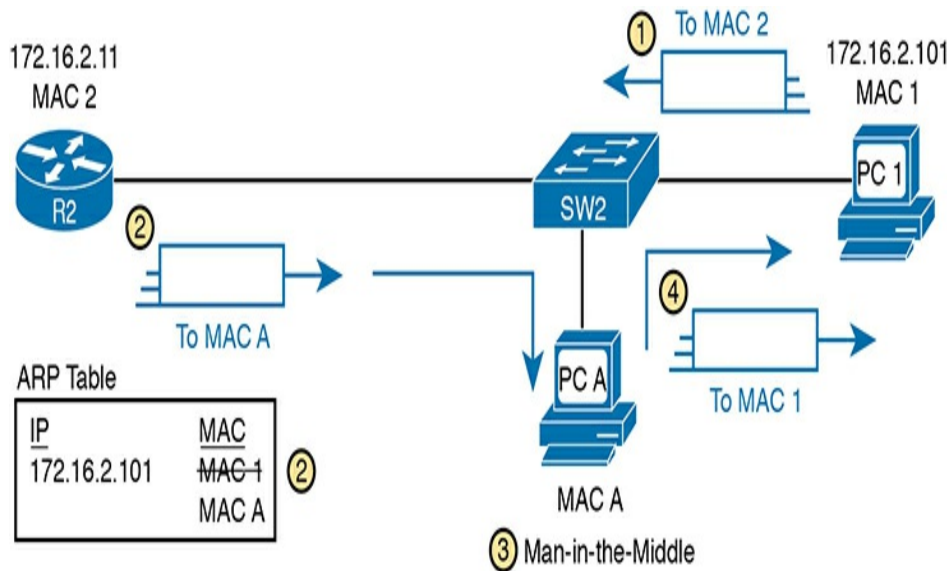 1
To MAC 2
172.16.2.11
MAC 2
172.16.2.101
MAC 1
R2
SW2
PC 1
2
To MAC A
4
To MAC 1
PC A
MAC A
3 Man-in-the-Middle
ARP Table
IP MAC
172.16.2.101 MAC 1 2
MAC A